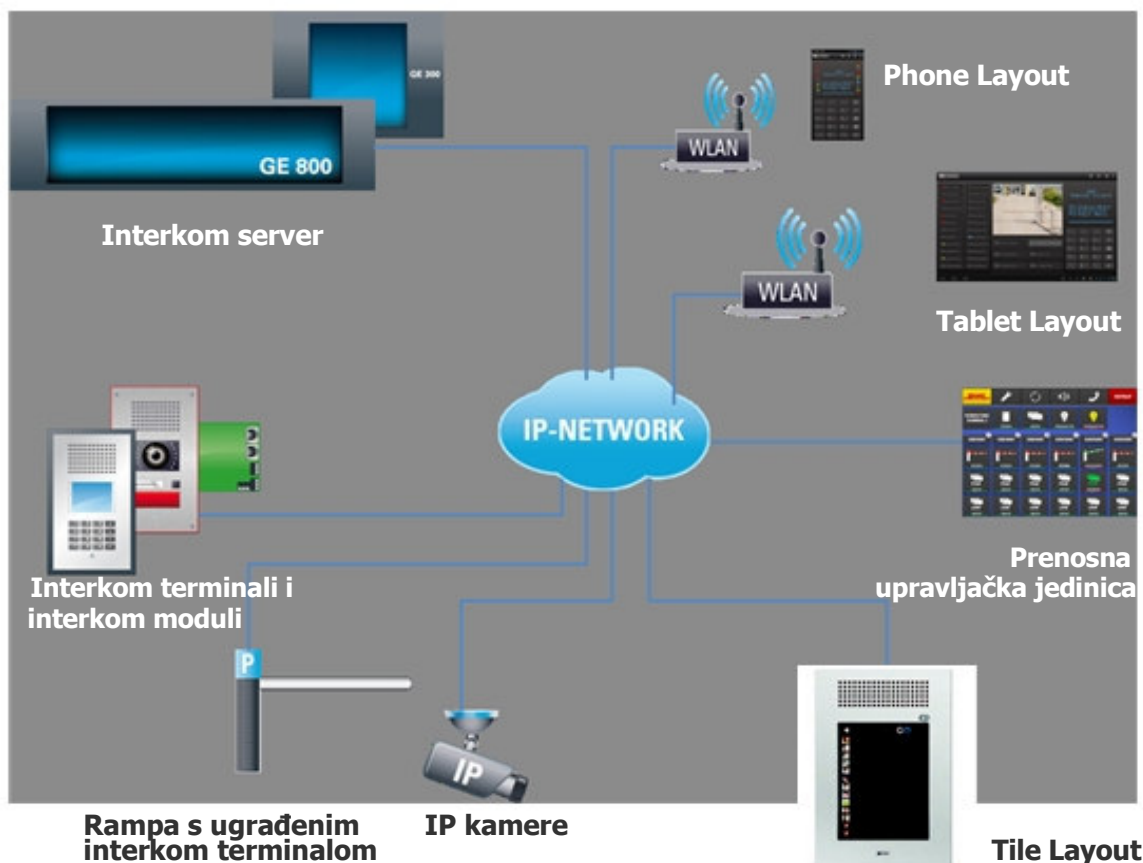 GE 300
GE 800
Interkom server
WLAN
Phone Layout
WLAN
Tablet Layout
IP-NETWORK
Interkom terminali i
interkom moduli
Prenosna
upravljačka jedinica
P
IP
Rampa s ugrađenim
interkom terminalom
IP kamere
Tile Layout